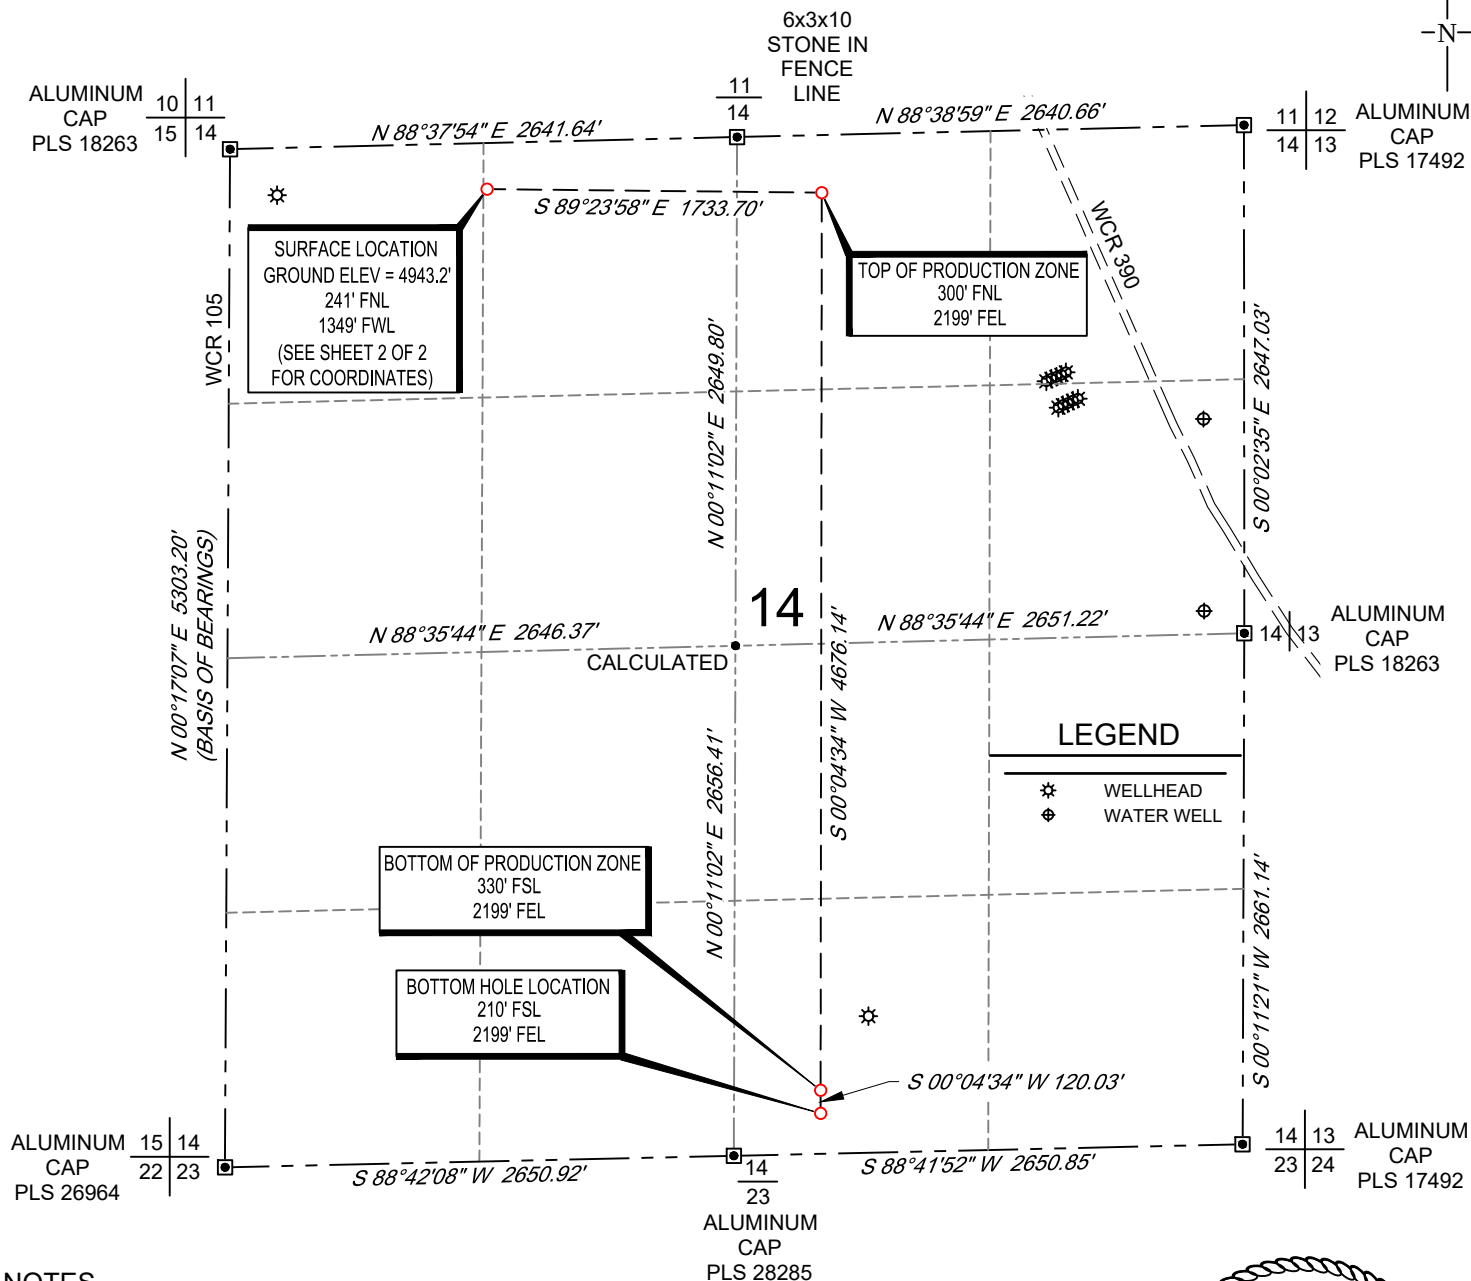 6x3x10
STONE IN
FENCE
LINE
N
ALUMINUM
CAP
PLS 18263
10 11
15 14
11
14
11 12
14 13
ALUMINUM
CAP
PLS 17492
N 88°37'54" E 2641.64'
N 88°38'59" E 2640.66'
S 89°23'58" E 1733.70'
SURFACE LOCATION
GROUND ELEV = 4943.2'
241' FNL
1349' FWL
(SEE SHEET 2 OF 2
FOR COORDINATES)
TOP OF PRODUCTION ZONE
300' FNL
2199' FEL
WCR 390
WCR 105
N 00°11'02" E 2649.80'
S 00°02'35" E 2647.03'
N 00°17'07" E 5303.20'
(BASIS OF BEARINGS)
14
N 88°35'44" E 2646.37'
N 88°35'44" E 2651.22'
CALCULATED
14 13
ALUMINUM
CAP
PLS 18263
S 00°04'34" W 4676.14'
LEGEND
WELLHEAD
WATER WELL
N 00°11'02" E 2656.41'
S 00°11'21" W 2661.14'
BOTTOM OF PRODUCTION ZONE
330' FSL
2199' FEL
BOTTOM HOLE LOCATION
210' FSL
2199' FEL
S 00°04'34" W 120.03'
ALUMINUM
CAP
PLS 26964
15 14
22 23
S 88°42'08" W 2650.92'
S 88°41'52" W 2650.85'
14
23
ALUMINUM
CAP
PLS 28285
14 13
23 24
ALUMINUM
CAP
PLS 17492
NOTES